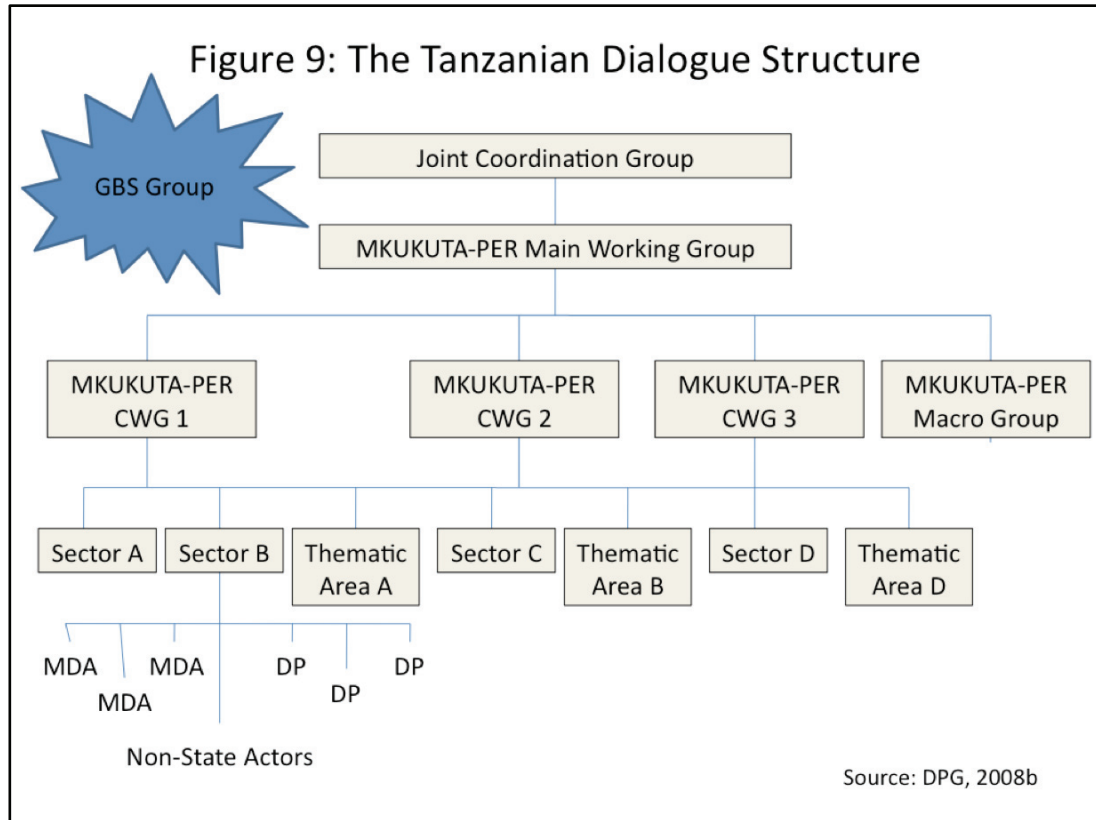 Figure 9: The Tanzanian Dialogue Structure
GBS Group
Joint Coordination Group
MKUKUTA-PER Main Working Group
MKUKUTA-PER
CWG 1
MKUKUTA-PER
CWG 2
MKUKUTA-PER
CWG 3
MKUKUTA-PER
Macro Group
Sector A
Sector B
Thematic
Area A
Sector C
Thematic
Area B
Sector D
Thematic
Area D
MDA
MDA
MDA
DP
DP
DP
Non-State Actors
Source: DPG, 2008b